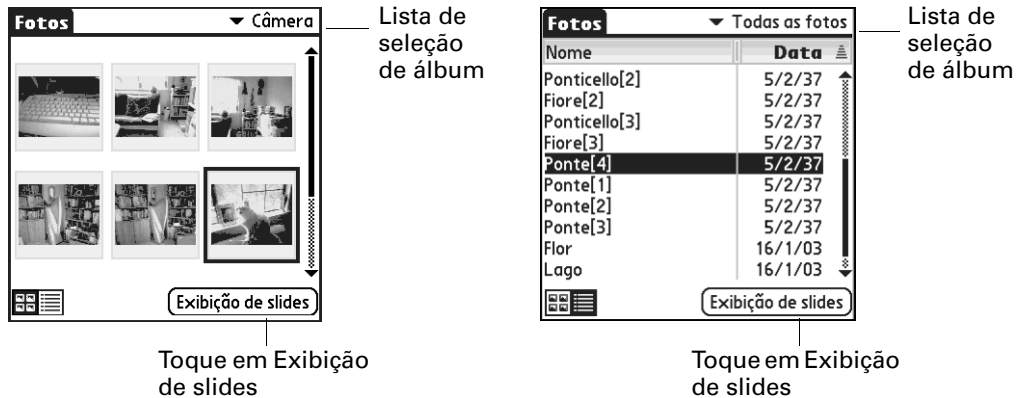 Fotos
Câmera
Lista de
seleção
de álbum
Exibição de slides
Toque em Exibição
de slides
Fotos
Todas as fotos
Lista de
seleção
de álbum
Nome Data
Ponticello[2] 5/2/37
Fiore[2] 5/2/37
Ponticello[3] 5/2/37
Fiore[3] 5/2/37
Ponte[4] 5/2/37
Ponte[1] 5/2/37
Ponte[2] 5/2/37
Ponte[3] 5/2/37
Flor 16/1/03
Lago 16/1/03
Exibição de slides
Toque em Exibição
de slides